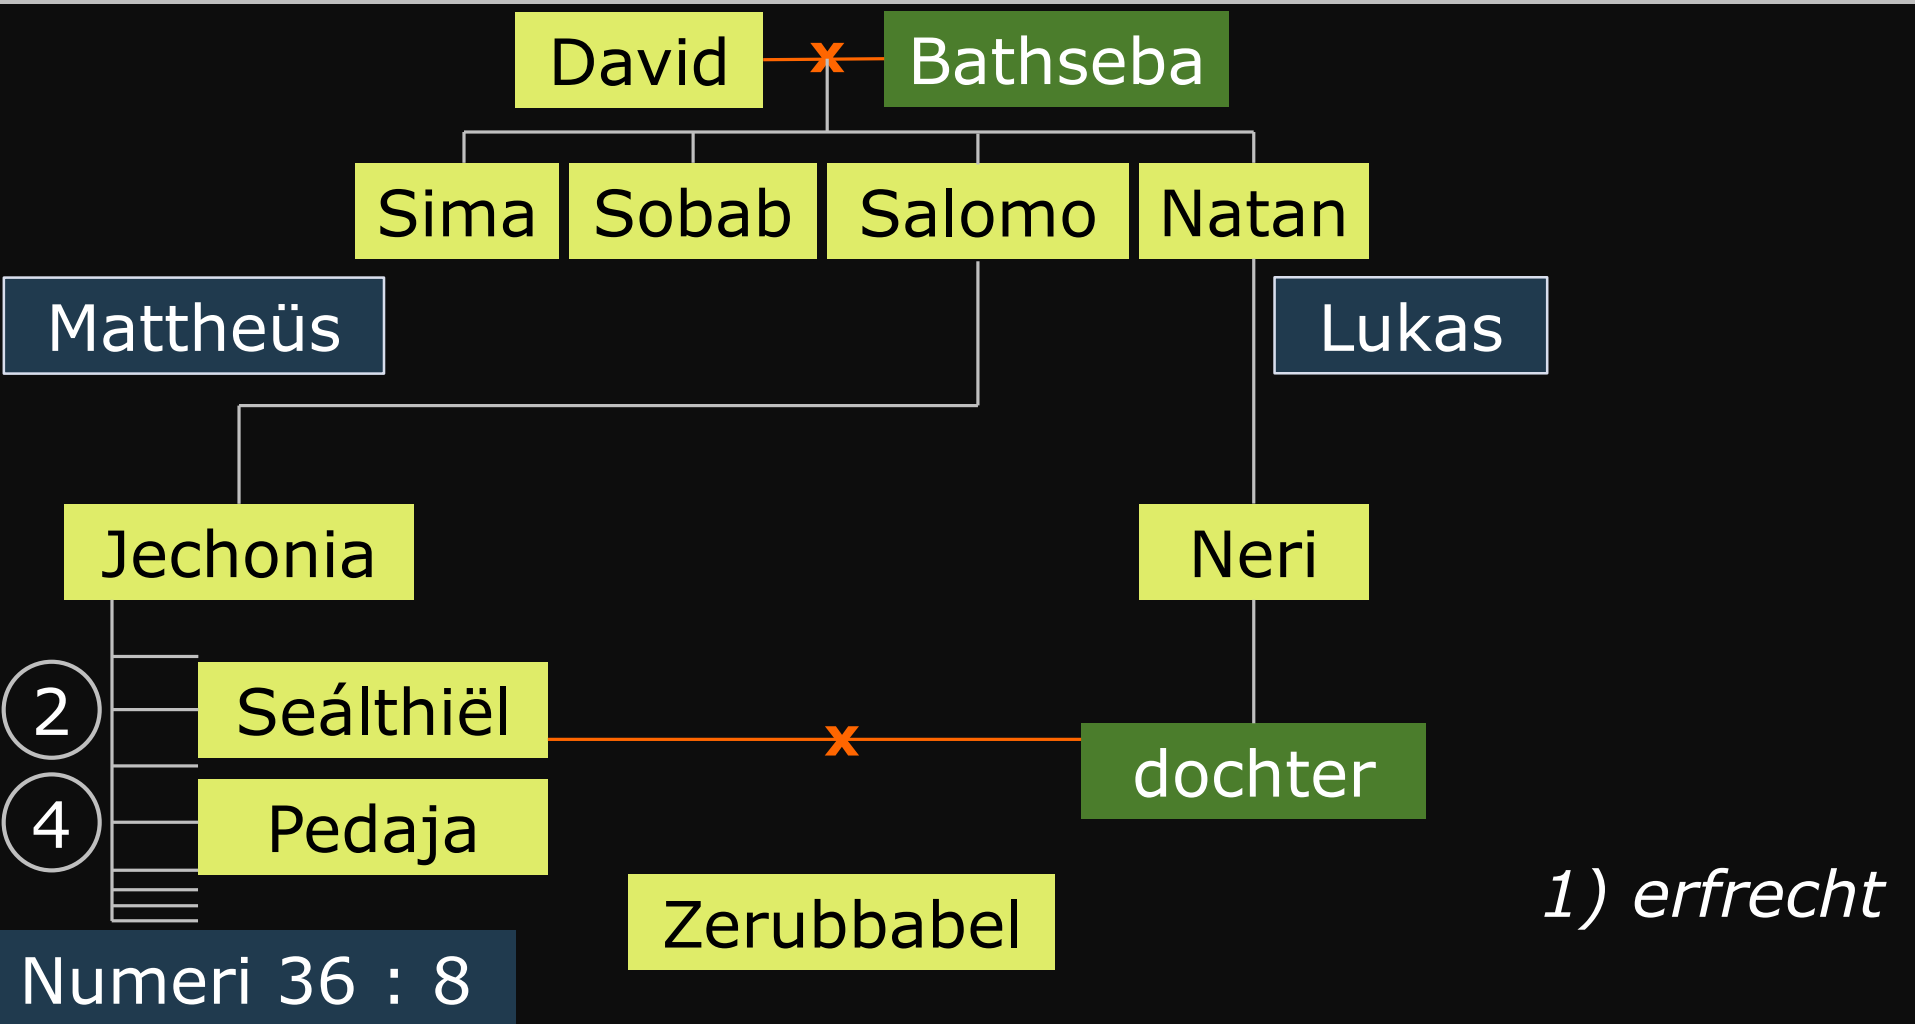 David x Bathseba
Sima Sobab Salomo Natan
Mattheüs Lukas
Jechonia Neri
2 Seálthiël x dochter
4 Pedaja
1) erfrecht
Zerubbabel
Numeri 36 : 8